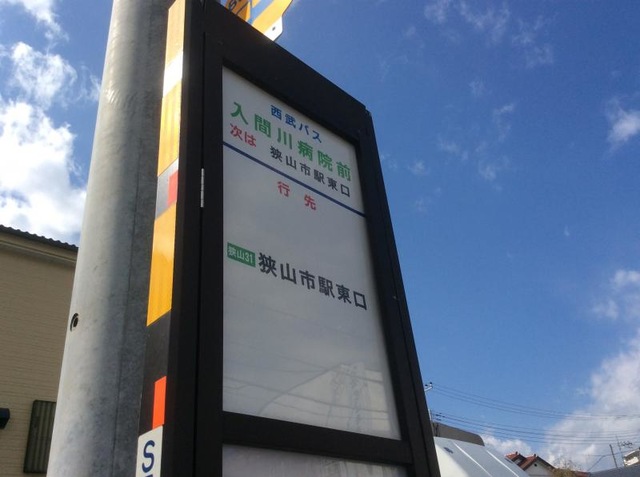 西武バス
入間川病院前
次は 狭山市駅東口
行先
狭山31 狭山市駅東口
S